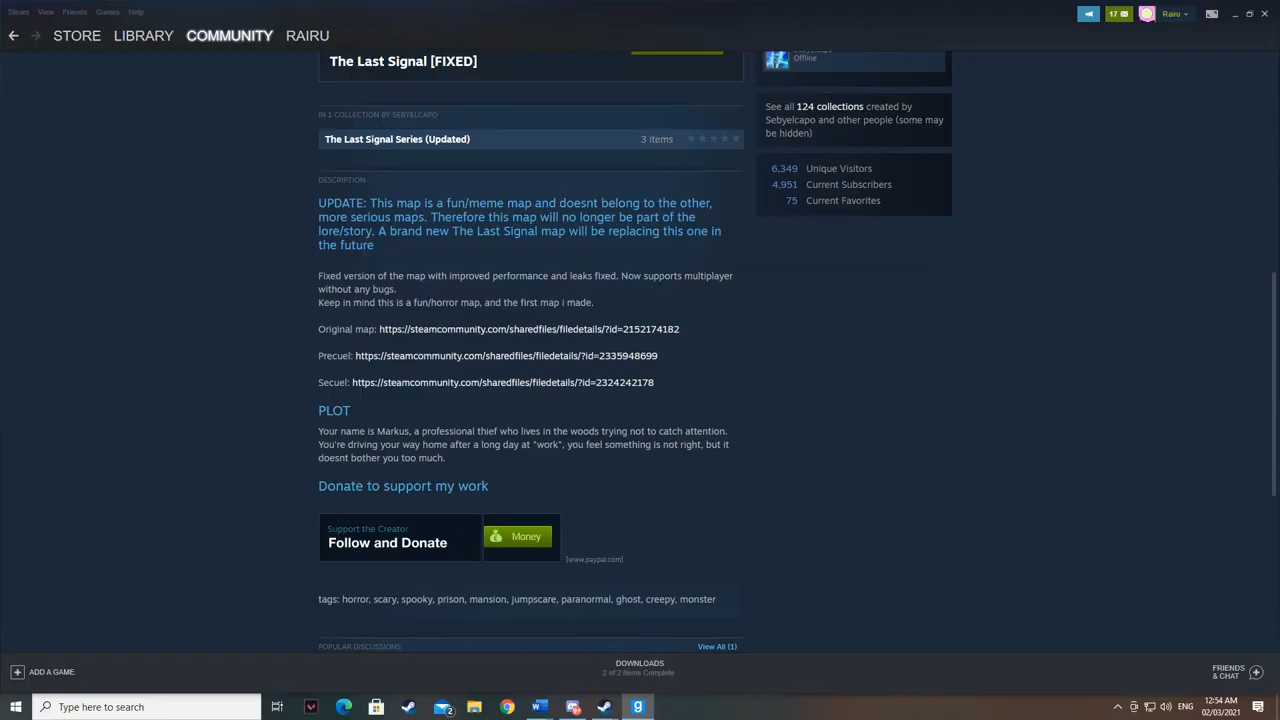 Steam View Friends Games Help
17
Rairu
STORE LIBRARY COMMUNITY RAIRU
The Last Signal [FIXED]
Offline
IN 1 COLLECTION BY SEBYELCAPO
The Last Signal Series (Updated) 3 items
See all 124 collections created by
Sebyelcapo and other people (some may
be hidden)
6,349 Unique Visitors
4,951 Current Subscribers
75 Current Favorites
DESCRIPTION
UPDATE: This map is a fun/meme map and doesnt belong to the other,
more serious maps. Therefore this map will no longer be part of the
lore/story. A brand new The Last Signal map will be replacing this one in
the future
Fixed version of the map with improved performance and leaks fixed. Now supports multiplayer
without any bugs.
Keep in mind this is a fun/horror map, and the first map i made.
Original map: https://steamcommunity.com/sharedfiles/filedetails/?id=2152174182
Precuel: https://steamcommunity.com/sharedfiles/filedetails/?id=2335948699
Secuel: https://steamcommunity.com/sharedfiles/filedetails/?id=2324242178
PLOT
Your name is Markus, a professional thief who lives in the woods trying not to catch attention.
You're driving your way home after a long day at "work", you feel something is not right, but it
doesnt bother you too much.
Donate to support my work
Support the Creator
Follow and Donate
Money
[www.paypal.com]
tags: horror, scary, spooky, prison, mansion, jumpscare, paranormal, ghost, creepy, monster
POPULAR DISCUSSIONS View All (1)
ADD A GAME
DOWNLOADS
2 of 2 Items Complete
FRIENDS
& CHAT
Type here to search
2
ENG
12:54 AM
02/03/2021